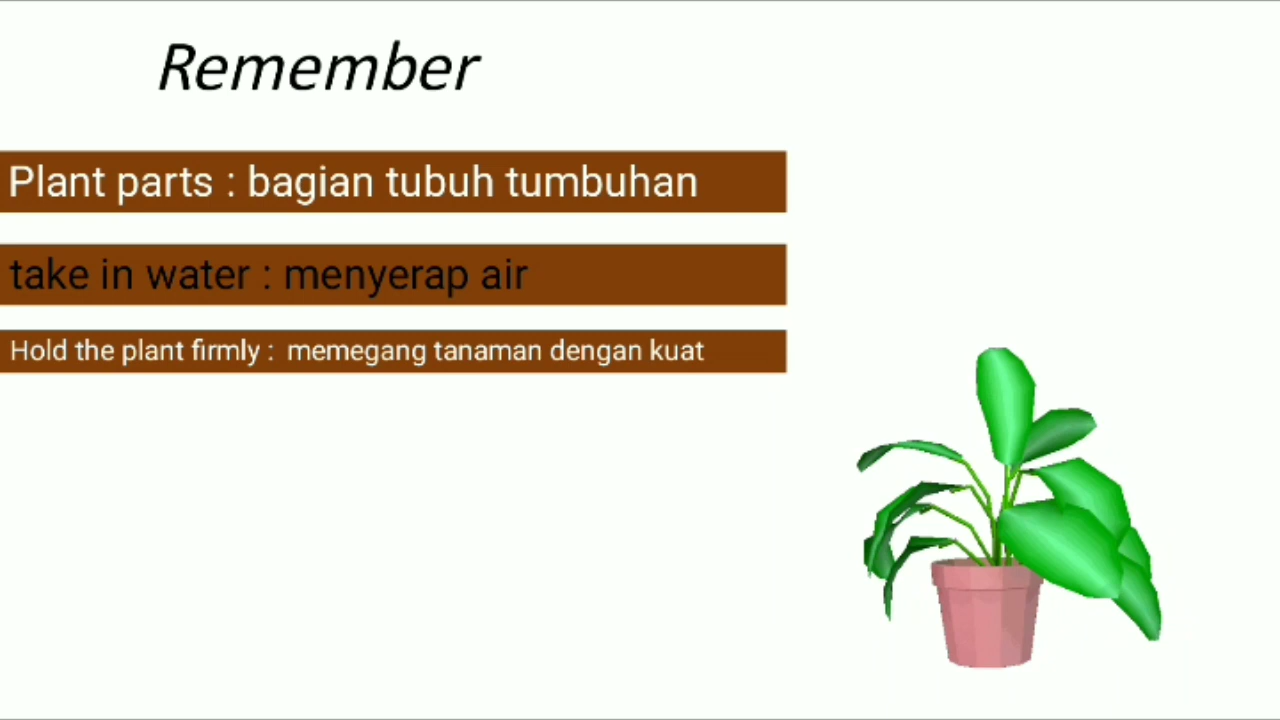 Remember
Plant parts : bagian tubuh tumbuhan
take in water : menyerap air
Hold the plant firmly : memegang tanaman dengan kuat